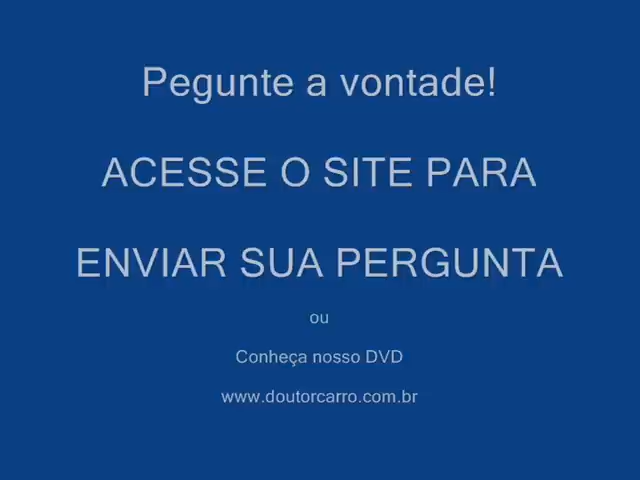 Pegunte a vontade!
ACESSE O SITE PARA
ENVIAR SUA PERGUNTA
ou
Conheça nosso DVD
www.doutorcarro.com.br